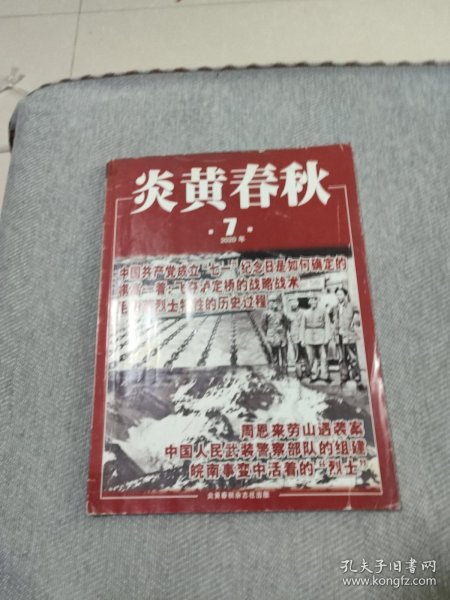 炎黄春秋
7
2020 年
中国共产党成立“七一”纪念日是如何确定的
飞夺泸定桥的战略战术
烈士牺牲的历史过程
周恩来劳山遇袭案
中国人民武装警察部队的组建
皖南事变中活着的“烈士”
炎黄春秋杂志社出版
孔夫子旧书网
www.kongfz.com